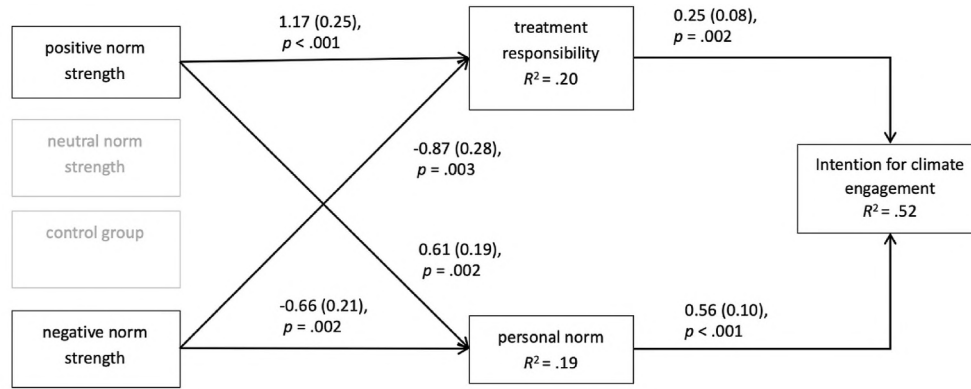 positive norm
strength
neutral norm
strength
control group
negative norm
strength
1.17 (0.25),
p < .001
-0.87 (0.28),
p = .003
0.61 (0.19),
p = .002
-0.66 (0.21),
p = .002
treatment
responsibility
R² = .20
personal norm
R² = .19
0.25 (0.08),
p = .002
0.56 (0.10),
p < .001
Intention for climate
engagement
R² = .52